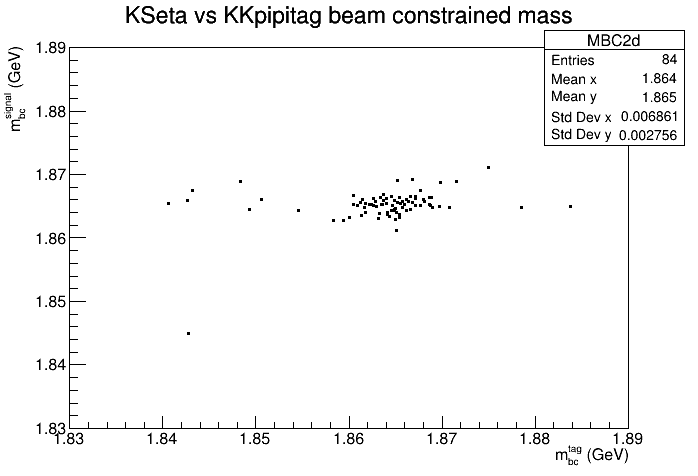 KSeta vs KKpipitag beam constrained mass
MBC2d
Entries 84
Mean x 1.864
Mean y 1.865
Std Dev x 0.006861
Std Dev y 0.002756
m_bc^signal (GeV)
1.89
1.88
1.87
1.86
1.85
1.84
1.83
1.83 1.84 1.85 1.86 1.87 1.88 1.89
m_bc^tag (GeV)